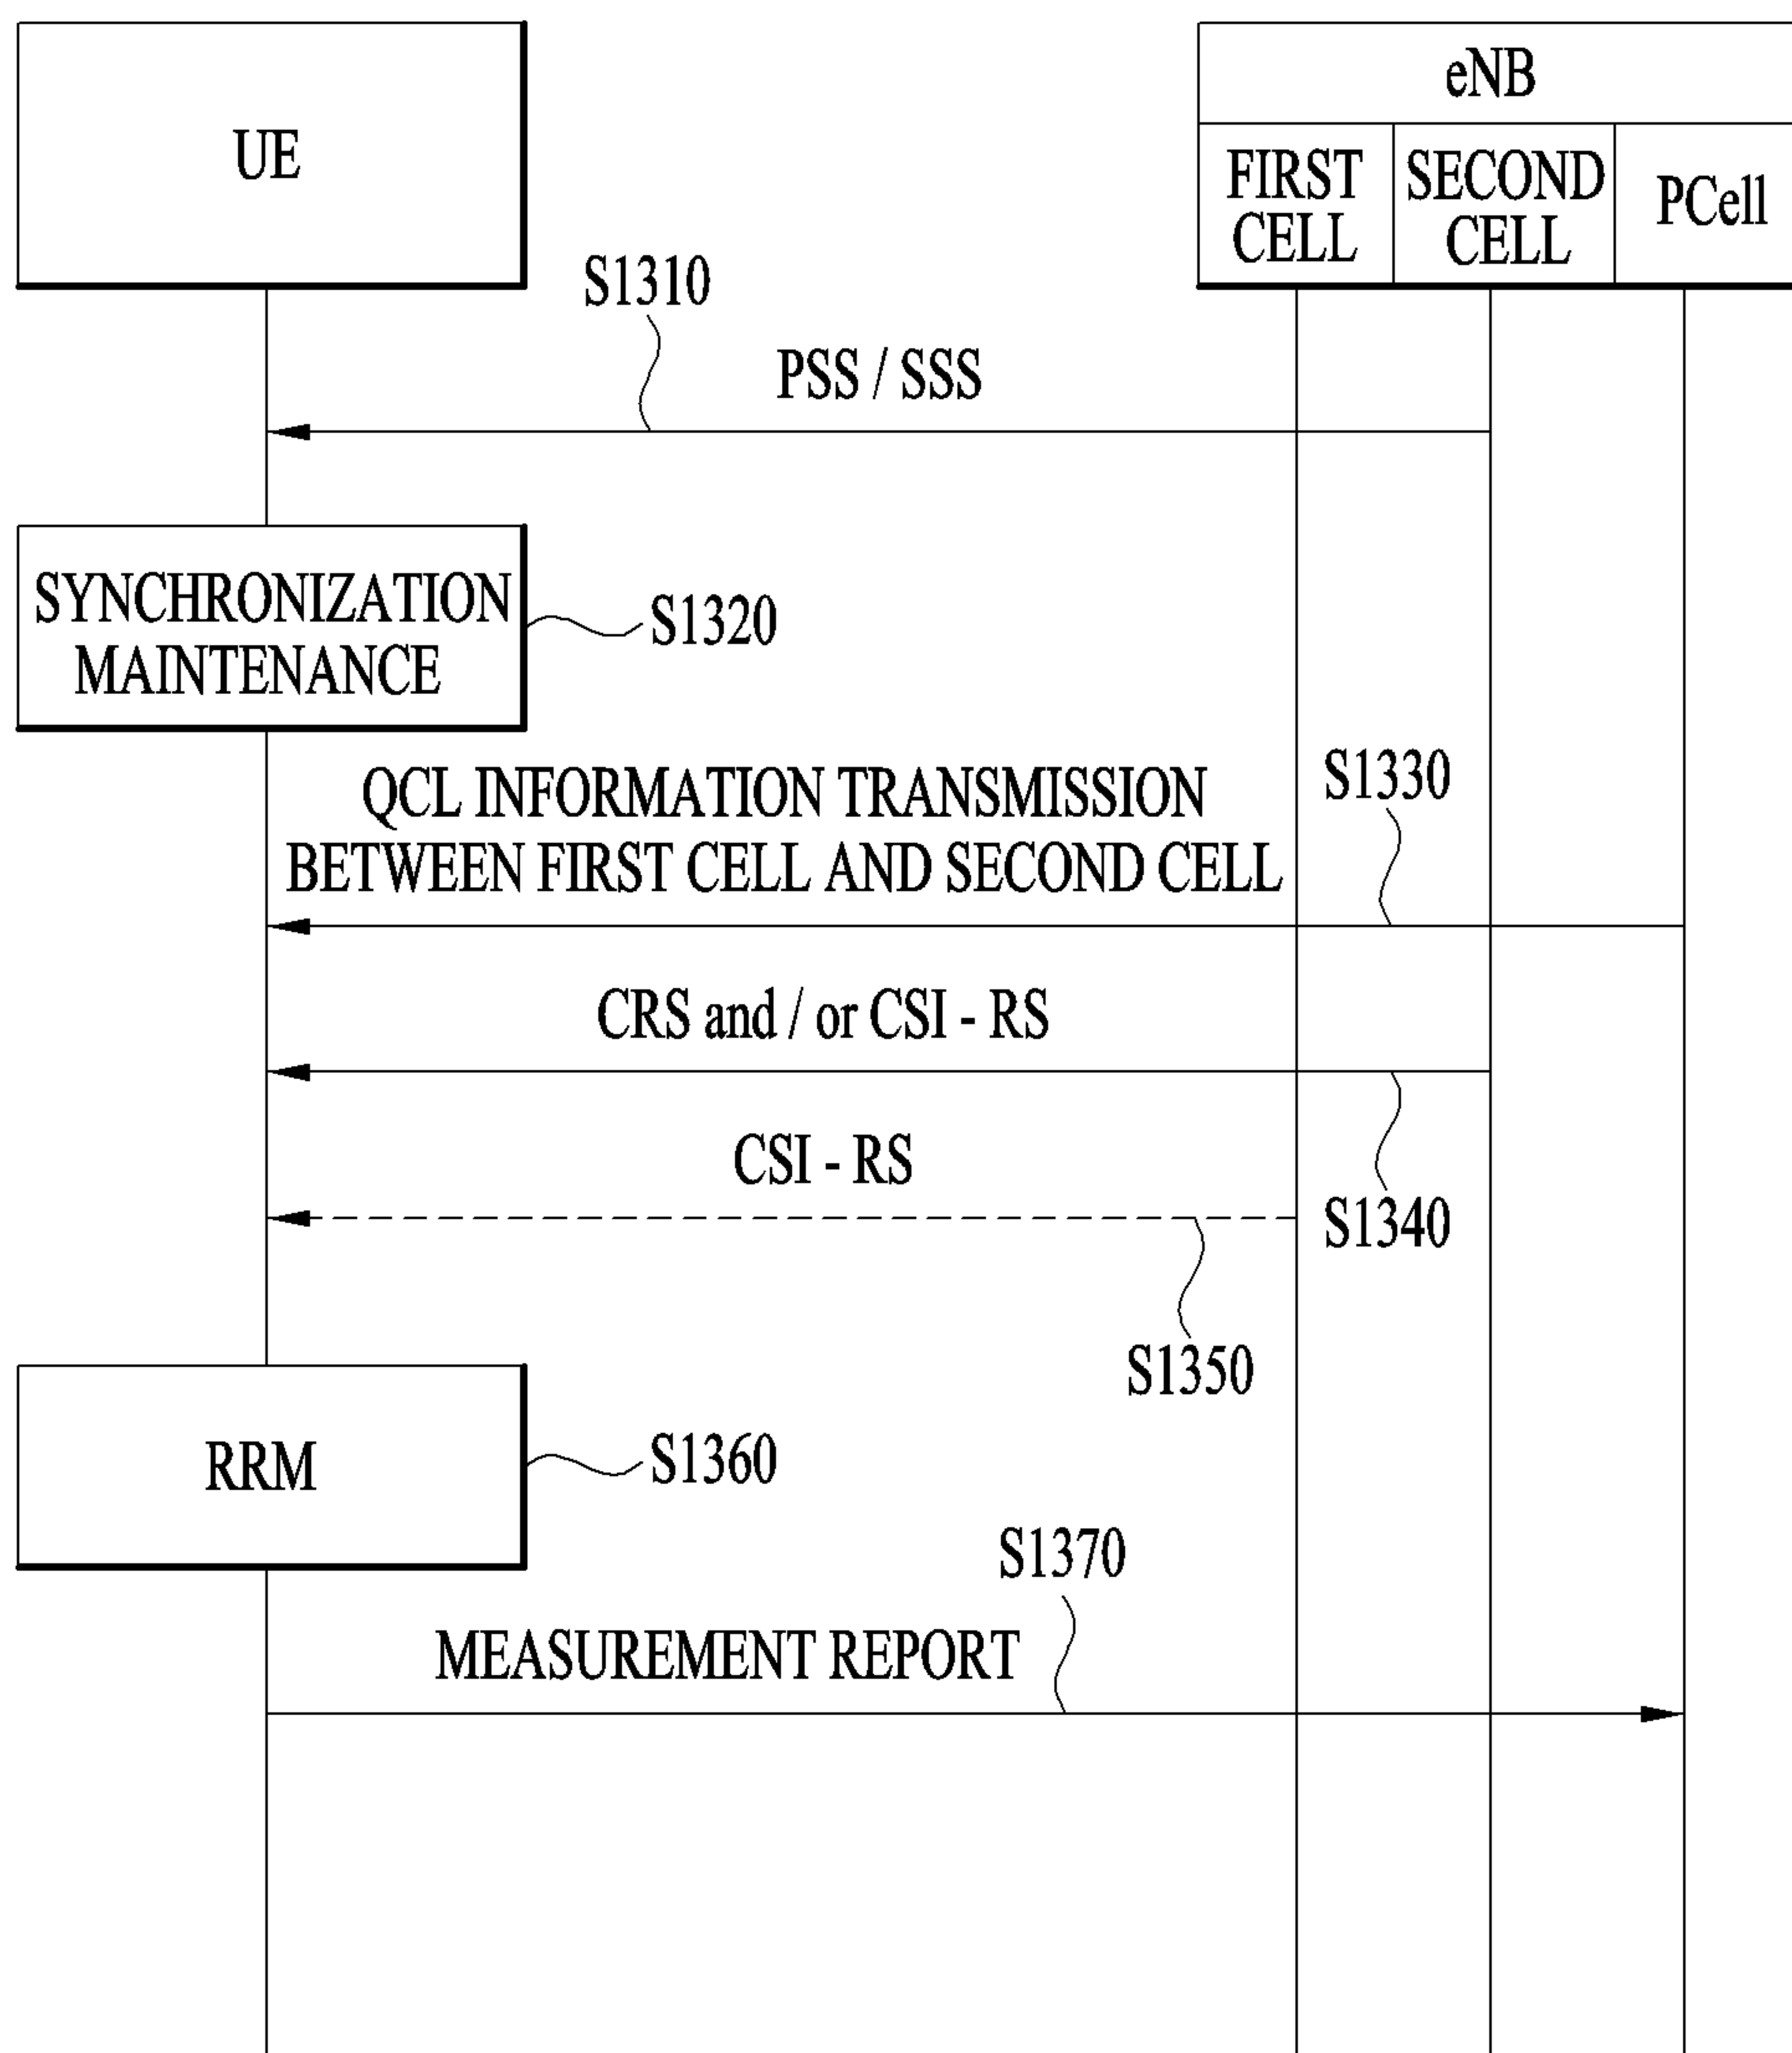 UE
eNB
FIRST
CELL
SECOND
CELL
PCell
S1310
PSS / SSS
SYNCHRONIZATION
MAINTENANCE
S1320
QCL INFORMATION TRANSMISSION
BETWEEN FIRST CELL AND SECOND CELL
S1330
CRS and / or CSI - RS
S1340
CSI - RS
S1350
RRM
S1360
S1370
MEASUREMENT REPORT